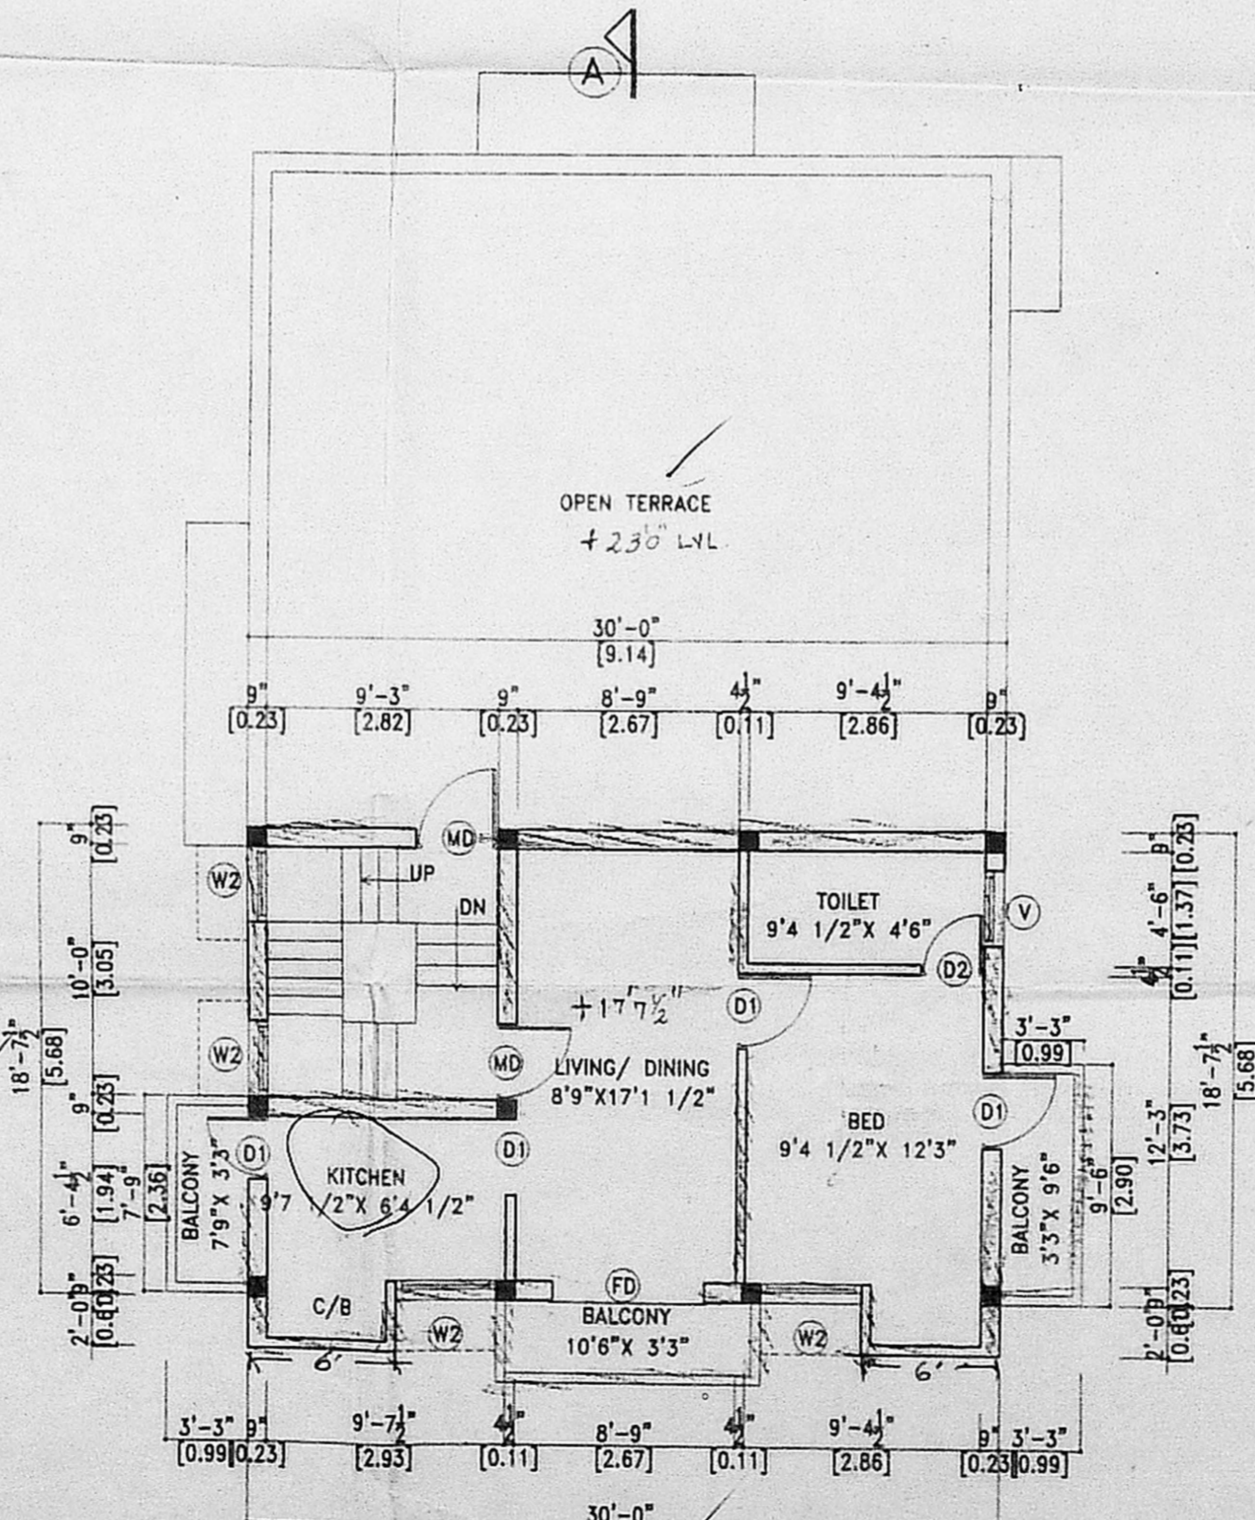 A
OPEN TERRACE
+23'0" LVL.
30'-0"
[9.14]
9" 9'-3" 9" 8'-9" 4½" 9'-4½" 9"
[0.23] [2.82] [0.23] [2.67] [0.11] [2.86] [0.23]
MD
W2
UP
DN
TOILET
9'4 1/2"X 4'6"
V
D2
+17'7½"
D1
W2
MD
LIVING/ DINING
8'9"X17'1 1/2"
BED
9'4 1/2"X 12'3"
3'-3"
[0.99]
D1
D1
D1
KITCHEN
9'7 1/2"X 6'4 1/2"
BALCONY
7'9"X 3'3"
BALCONY
3'3"X 9'6"
C/B
FD
BALCONY
10'6"X 3'3"
W2
W2
6'
6'
18'-7½"
[5.68]
9"
[0.23]
10'-0"
[3.05]
9"
[0.23]
6'-4½"
[1.94]
7'-9"
[2.36]
9"
[0.23]
2'-0"
9"
[0.23]
4'-6"
[1.37]
4½"
[0.11]
12'-3"
[3.73]
9'-6"
[2.90]
18'-7½"
[5.68]
9"
[0.23]
2'-0"
3'-3" 9" 9'-7½" 4½" 8'-9" 4½" 9'-4½" 9" 3'-3"
[0.99] [0.23] [2.93] [0.11] [2.67] [0.11] [2.86] [0.23] [0.99]
30'-0"